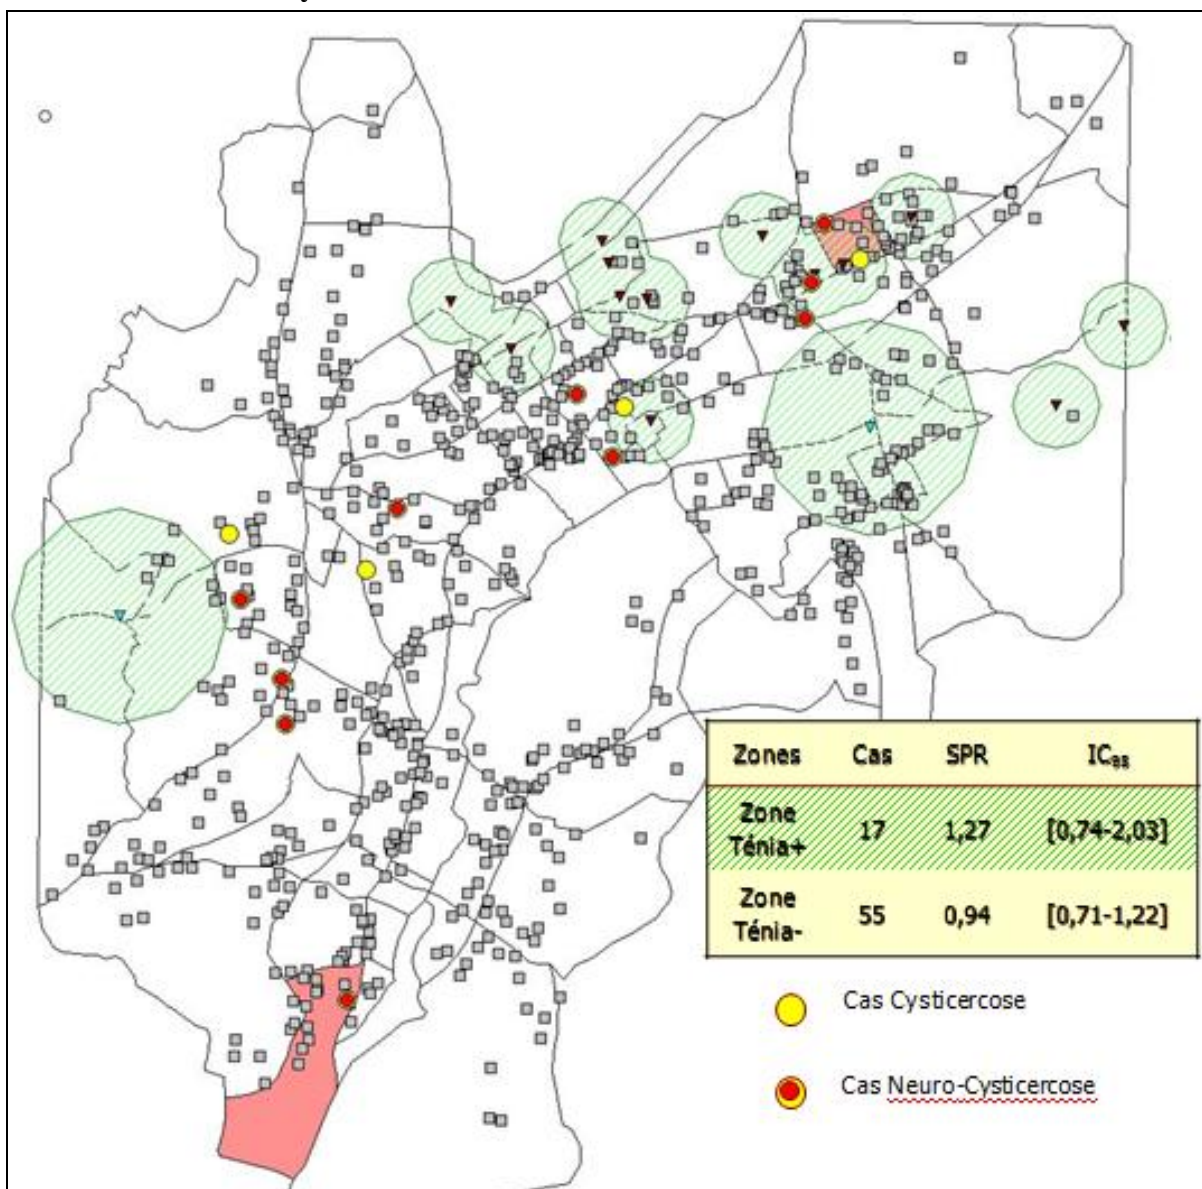 Zones Cas SPR IC₉₅
Zone Ténia+ 17 1,27 [0,74-2,03]
Zone Ténia- 55 0,94 [0,71-1,22]
Cas Cysticercose
Cas Neuro-Cysticercose